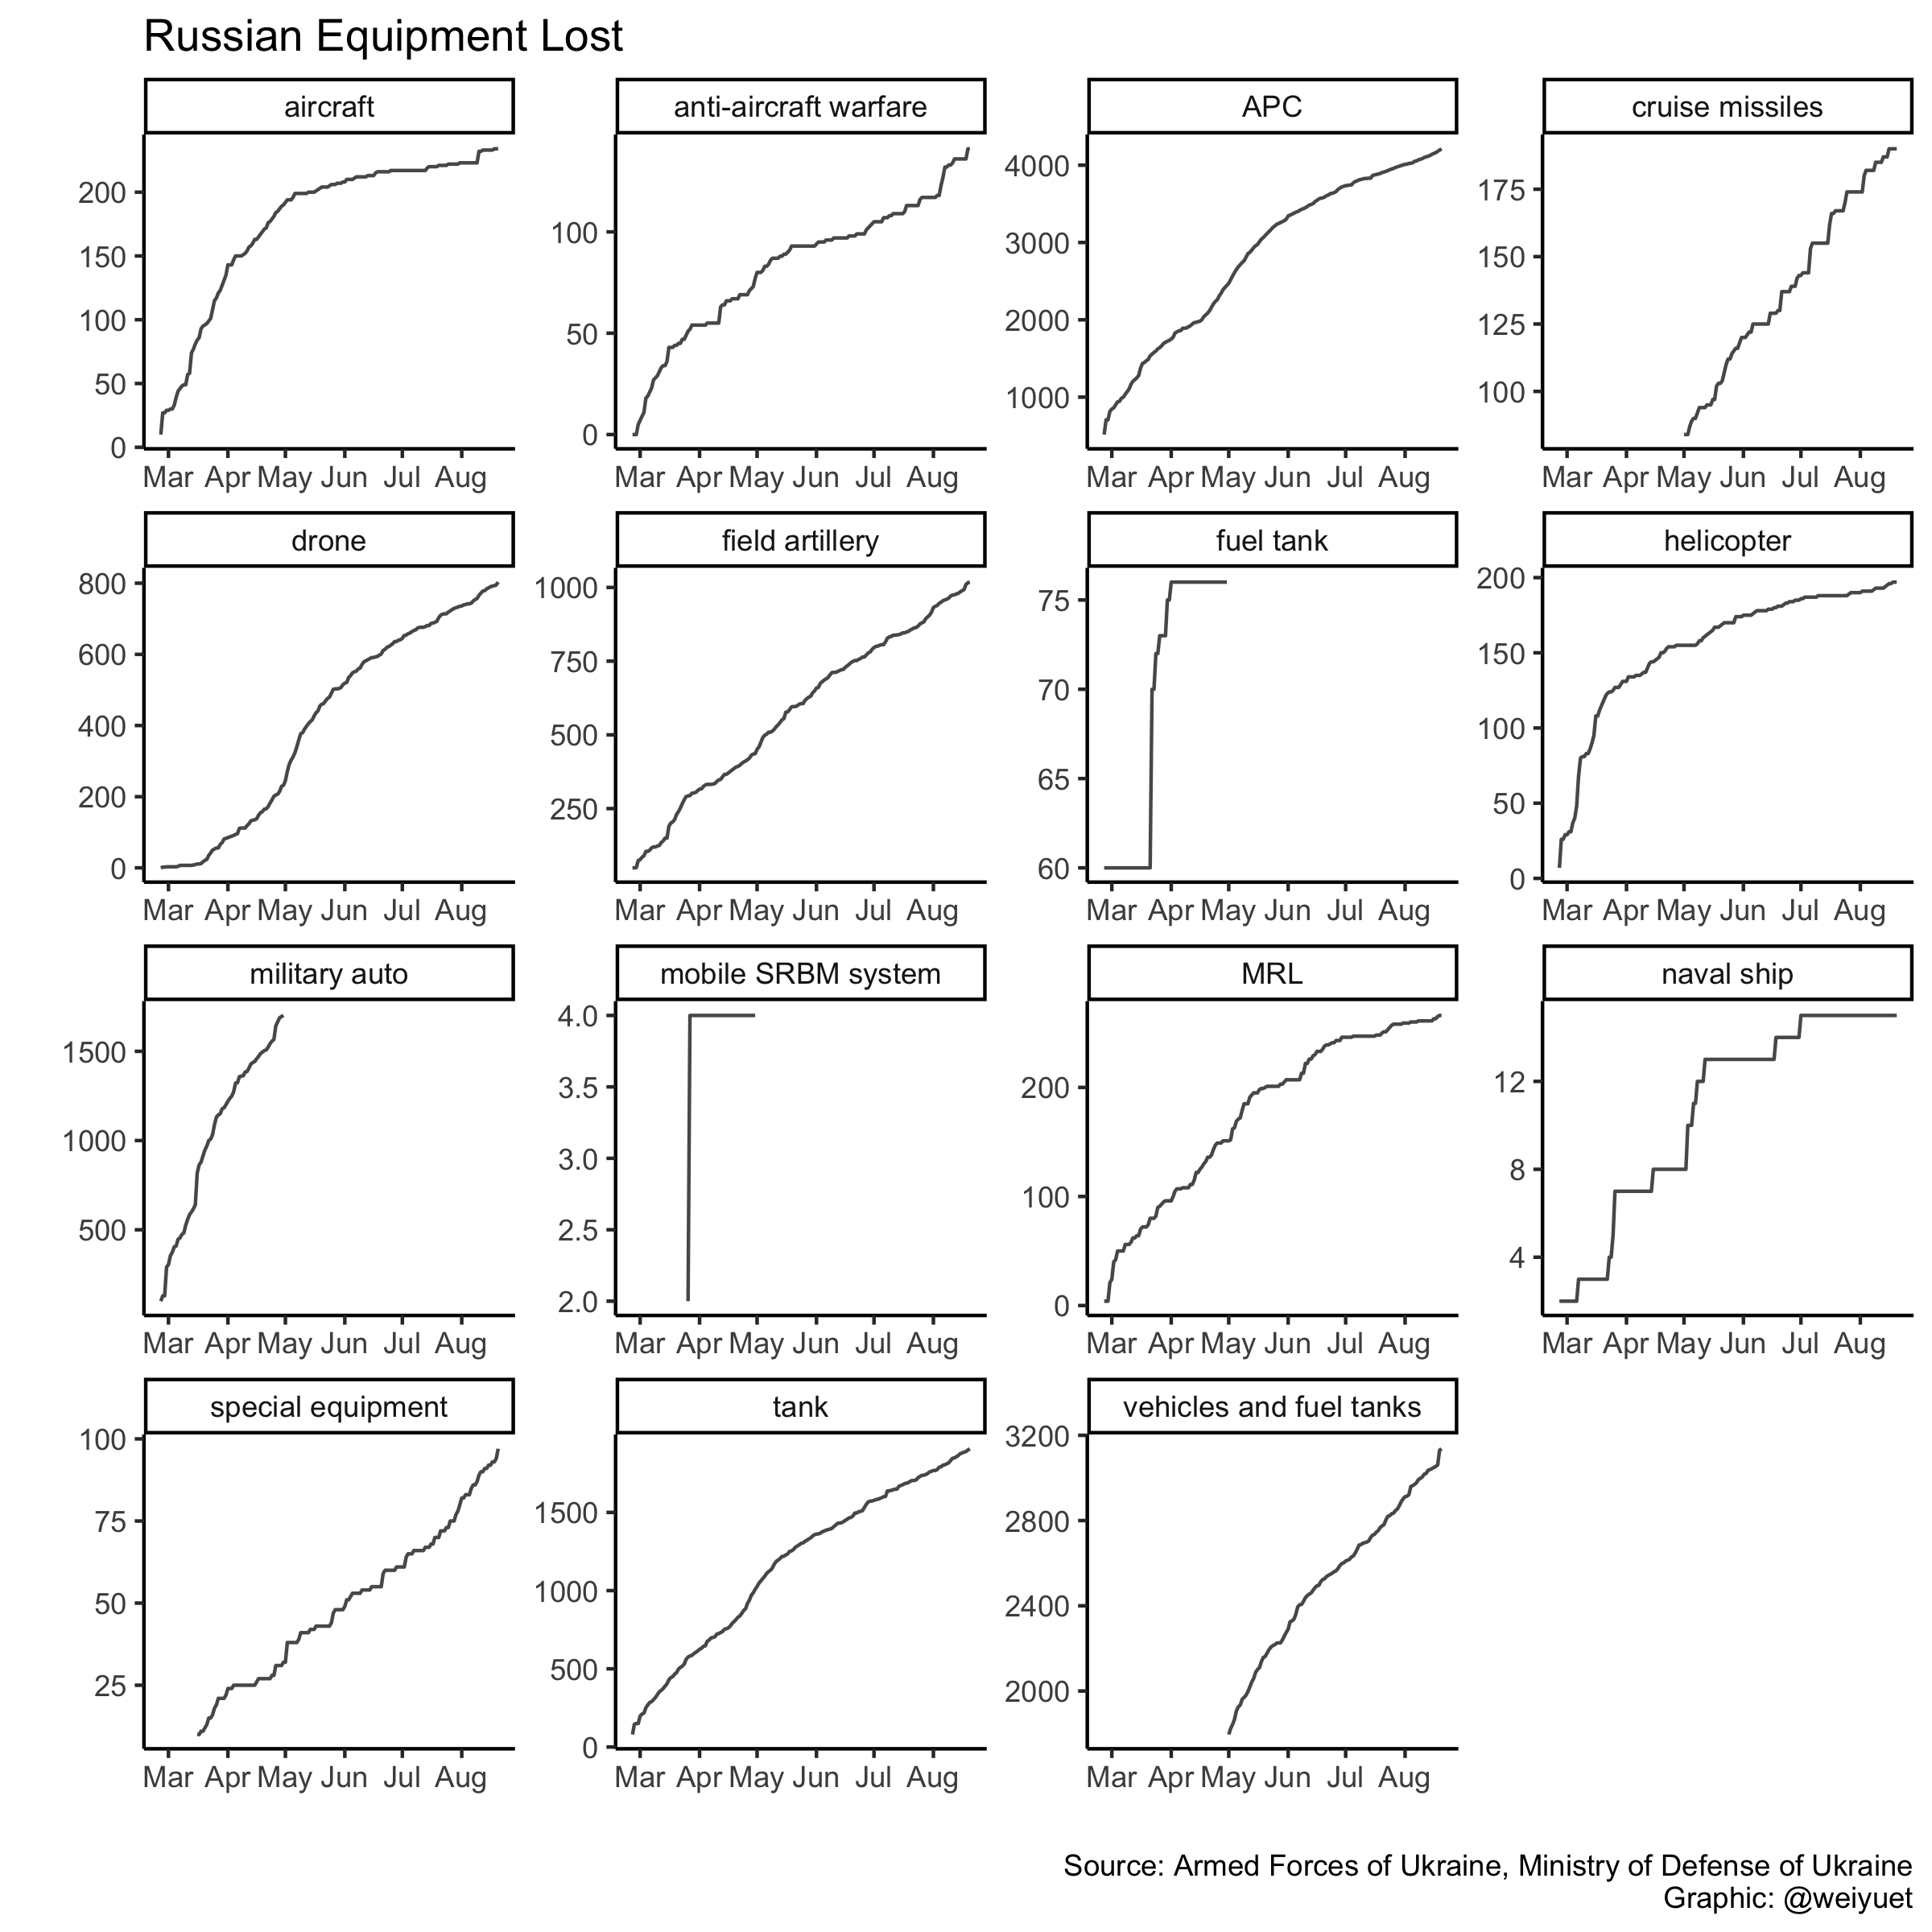 Russian Equipment Lost
aircraft
anti-aircraft warfare
APC
cruise missiles
200
150
100
50
0
100
50
0
4000
3000
2000
1000
175
150
125
100
Mar Apr May Jun Jul Aug
Mar Apr May Jun Jul Aug
Mar Apr May Jun Jul Aug
Mar Apr May Jun Jul Aug
drone
field artillery
fuel tank
helicopter
800
600
400
200
0
1000
750
500
250
75
70
65
60
200
150
100
50
0
Mar Apr May Jun Jul Aug
Mar Apr May Jun Jul Aug
Mar Apr May Jun Jul Aug
Mar Apr May Jun Jul Aug
military auto
mobile SRBM system
MRL
naval ship
1500
1000
500
4.0
3.5
3.0
2.5
2.0
200
100
0
12
8
4
Mar Apr May Jun Jul Aug
Mar Apr May Jun Jul Aug
Mar Apr May Jun Jul Aug
Mar Apr May Jun Jul Aug
special equipment
tank
vehicles and fuel tanks
100
75
50
25
1500
1000
500
0
3200
2800
2400
2000
Mar Apr May Jun Jul Aug
Mar Apr May Jun Jul Aug
Mar Apr May Jun Jul Aug
Source: Armed Forces of Ukraine, Ministry of Defense of Ukraine
Graphic: @weiyuet